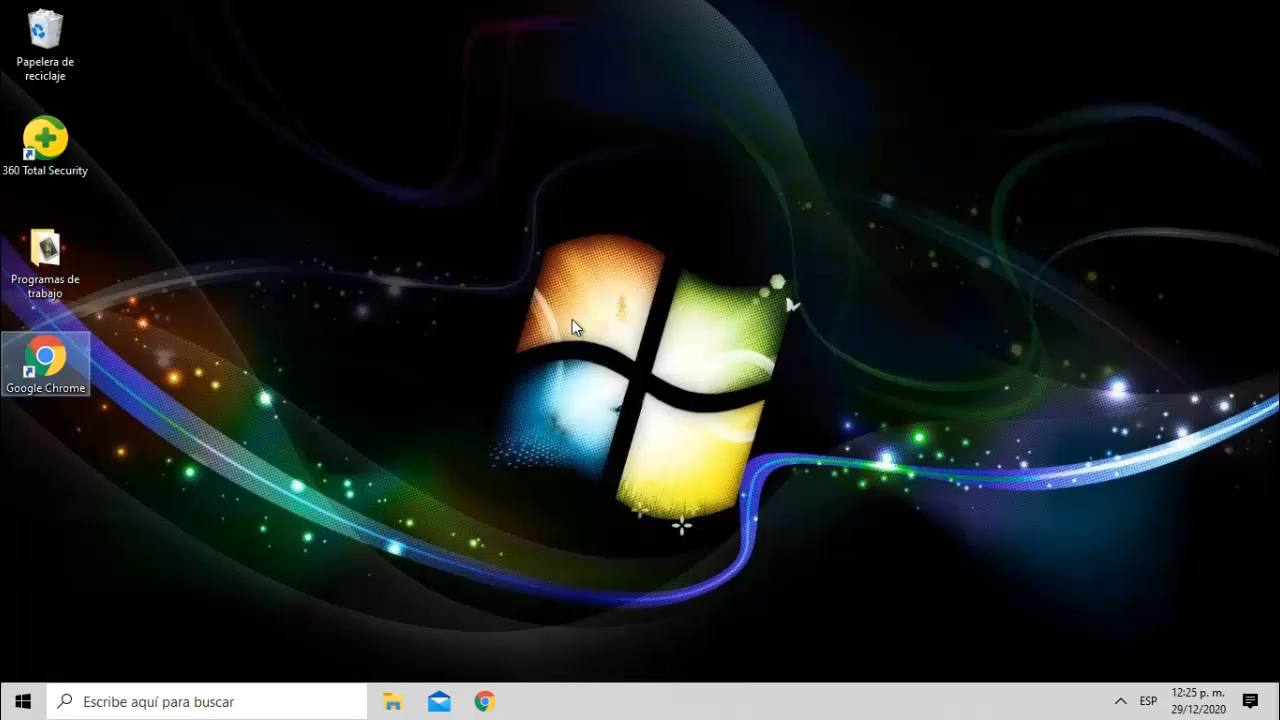 Papelera de
reciclaje
360 Total Security
Programas de
trabajo
Google Chrome
Escribe aquí para buscar
ESP
12:25 p. m.
29/12/2020